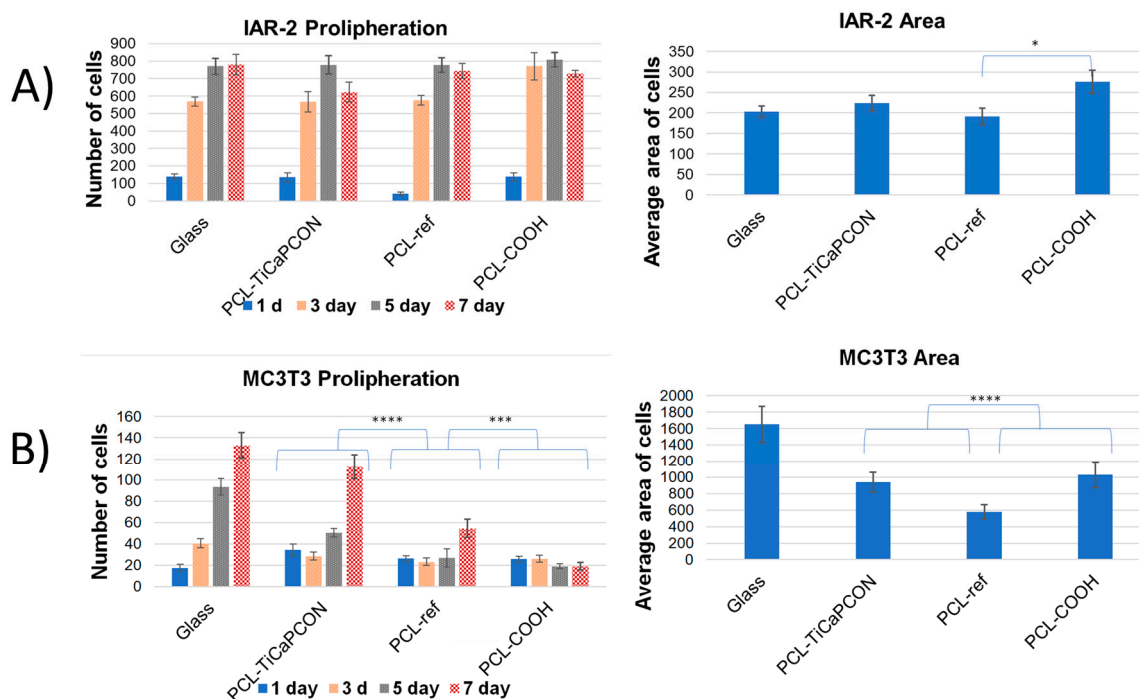 A)
IAR-2 Prolipheration
Number of cells
900
800
700
600
500
400
300
200
100
0
Glass
PCL-TiCaPCON
PCL-ref
PCL-COOH
1 d 3 day 5 day 7 day
IAR-2 Area
Average area of cells
350
300
250
200
150
100
50
0
*
Glass
PCL-TiCaPCON
PCL-ref
PCL-COOH
B)
MC3T3 Prolipheration
Number of cells
160
140
120
100
80
60
40
20
0
**** ***
Glass
PCL-TiCaPCON
PCL-ref
PCL-COOH
1 day 3 d 5 day 7 day
MC3T3 Area
Average area of cells
2000
1800
1600
1400
1200
1000
800
600
400
200
0
****
Glass
PCL-TiCaPCON
PCL-ref
PCL-COOH